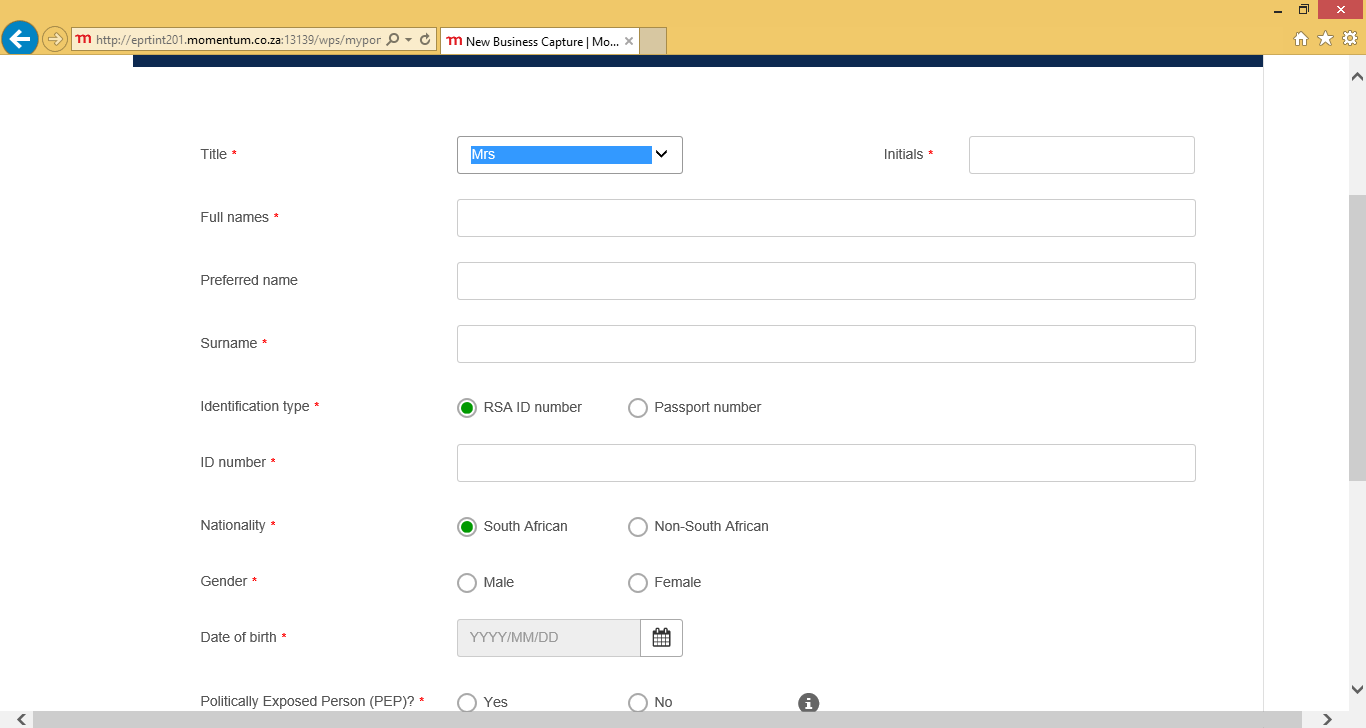 http://eprtint201.momentum.co.za:13139/wps/mypor
m New Business Capture | Mo...
Title * Mrs Initials *
Full names *
Preferred name
Surname *
Identification type * RSA ID number Passport number
ID number *
Nationality * South African Non-South African
Gender * Male Female
Date of birth * YYYY/MM/DD
Politically Exposed Person (PEP)? * Yes No